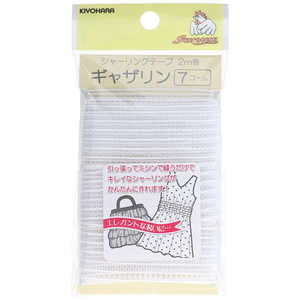 KIYOHARA
シャーリングテープ 2m巻
ギャザリン 7コール
引っ張ってミシンで縫うだけで
キレイなシャーリングが
かんたんに作れます!
エレガントな装いに…